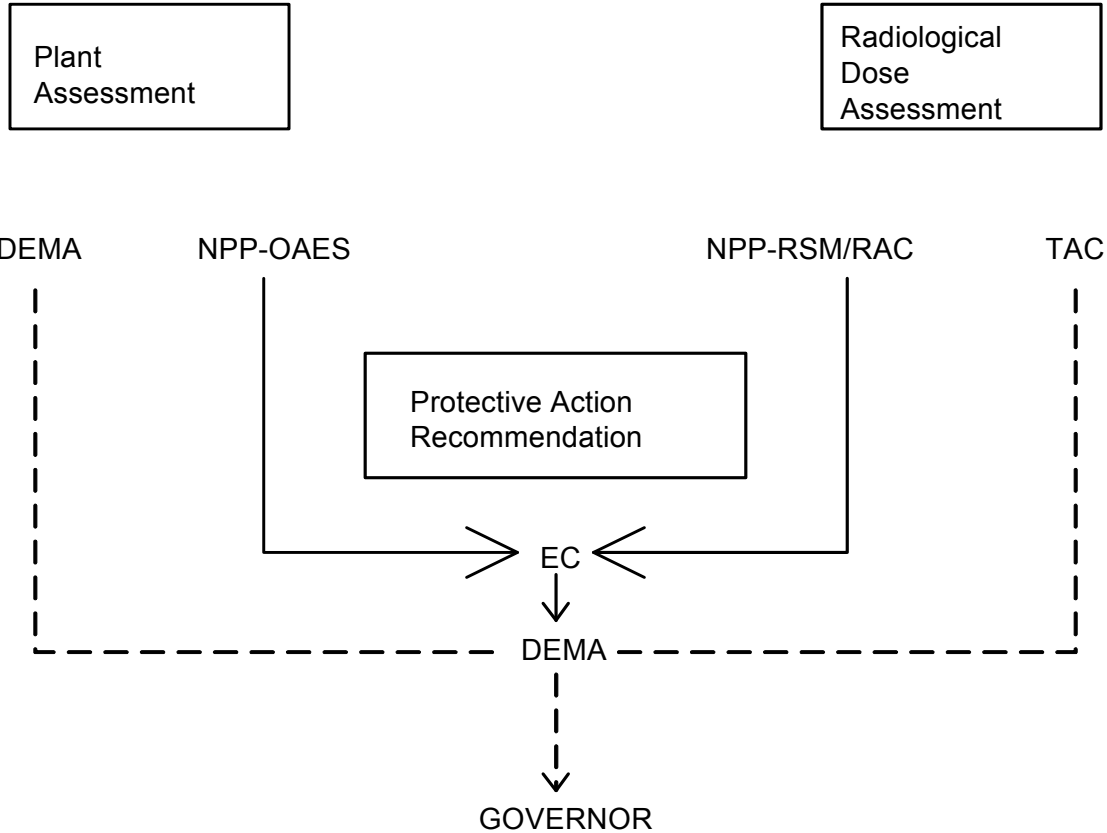 Plant
Assessment
Radiological
Dose
Assessment
DEMA NPP-OAES NPP-RSM/RAC TAC
Protective Action
Recommendation
EC
DEMA
GOVERNOR